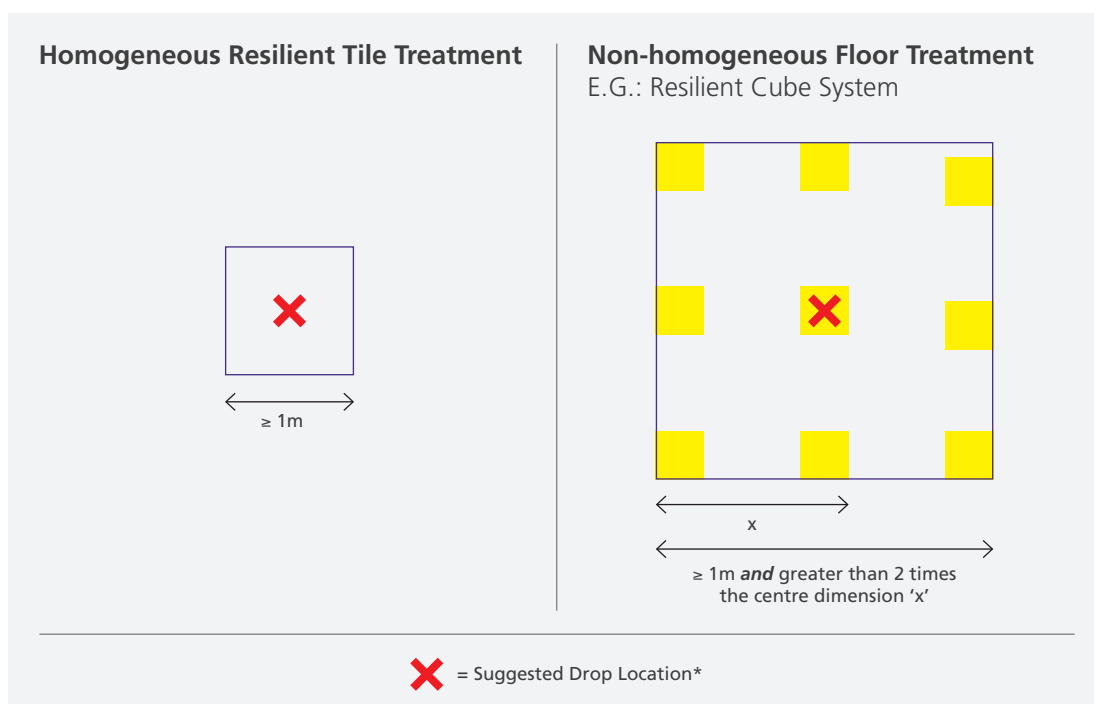 Homogeneous Resilient Tile Treatment
≥ 1m
Non-homogeneous Floor Treatment
E.G.: Resilient Cube System
x
≥ 1m and greater than 2 times
the centre dimension ‘x’
= Suggested Drop Location*